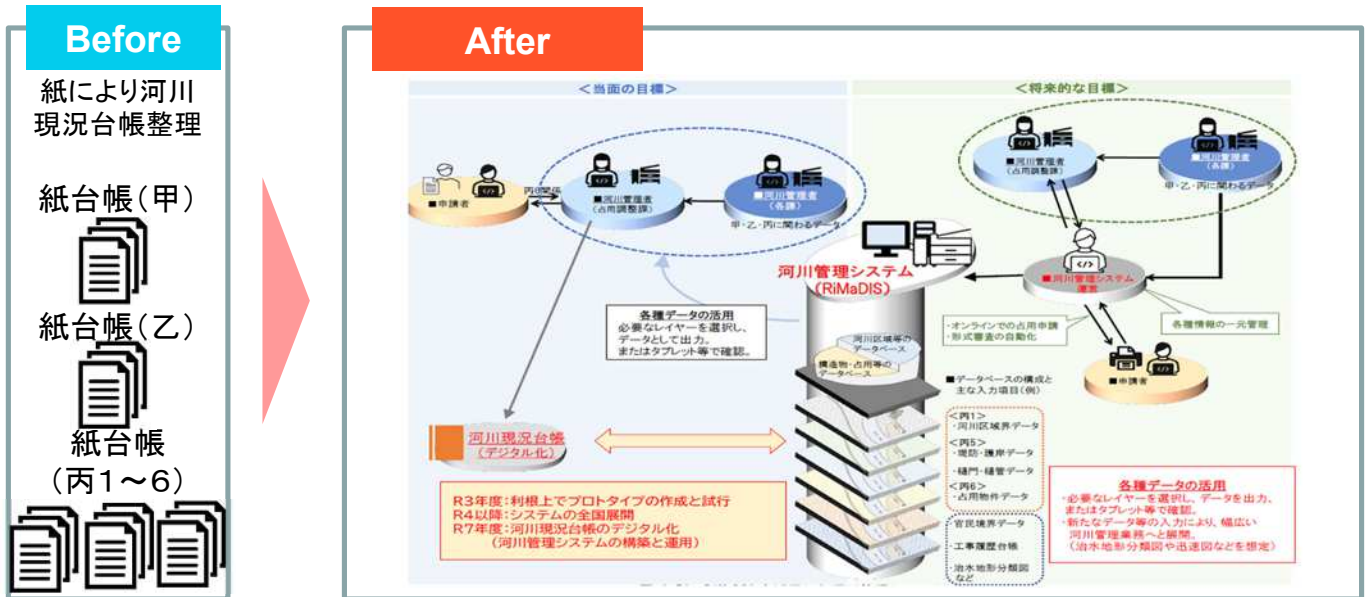 Before
紙により河川
現況台帳整理
紙台帳(甲)
紙台帳(乙)
紙台帳
(丙1～6)
After
＜当面の目標＞
■申請者
丙6関係
■河川管理者
(占用調整課)
■河川管理者
(各課)
甲・乙・丙に関わるデータ
各種データの活用
必要なレイヤーを選択し、
データとして出力。
またはタブレット等で確認。
河川現況台帳
(デジタル化)
R3年度:利根上でプロトタイプの作成と試行
R4以降:システムの全国展開
R7年度:河川現況台帳のデジタル化
(河川管理システムの構築と運用)
河川管理システム
(RiMaDIS)
河川区域等の
データベース
構造物・占用等の
データベース
＜将来的な目標＞
■河川管理者
(占用調整課)
■河川管理者
(各課)
甲・乙・丙に関わるデータ
■河川管理システム
運営
・オンラインでの占用申請
・形式審査の自動化
各種情報の一元管理
■申請者
■データベースの構成と
主な入力項目(例)
＜丙1＞
・河川区域界データ
＜丙5＞
・堤防・護岸データ
・樋門・樋管データ
＜丙6＞
・占用物件データ
官民境界データ
・工事履歴台帳
・治水地形分類図
など
各種データの活用
・必要なレイヤーを選択し、データを出力、
またはタブレット等で確認。
・新たなデータ等の入力により、幅広い
河川管理業務へと展開。
(治水地形分類図や迅速図などを想定)